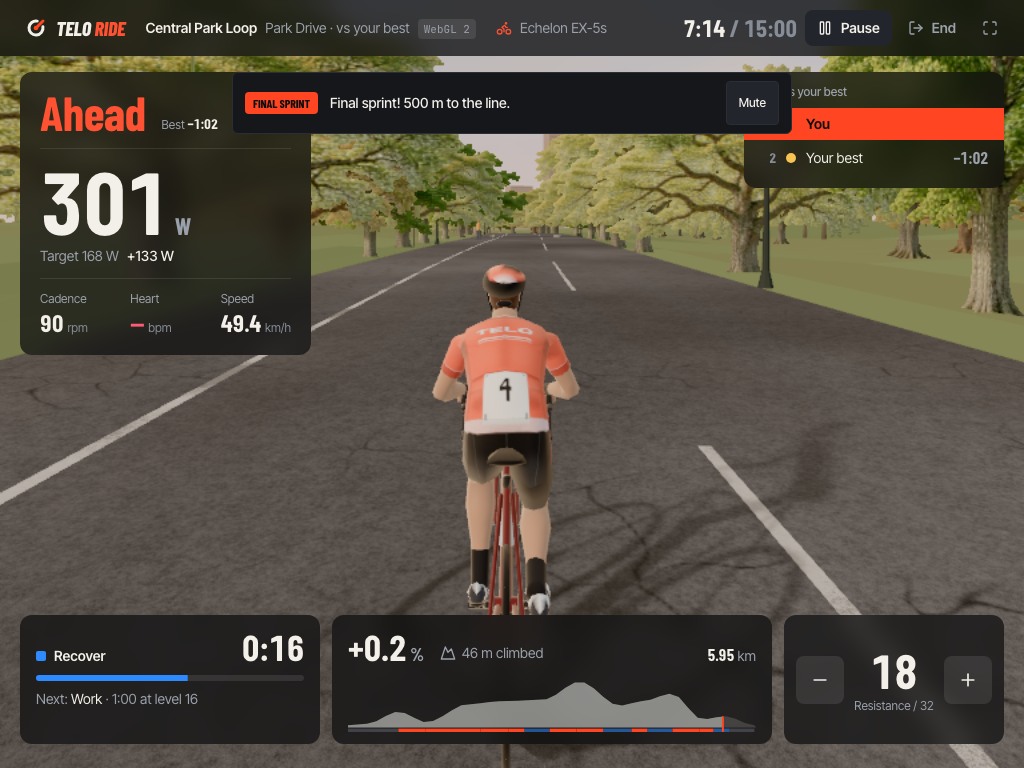 TELO RIDE Central Park Loop Park Drive · vs your best WebGL 2 Echelon EX-5s 7:14 / 15:00 Pause End
Ahead Best −1:02
FINAL SPRINT Final sprint! 500 m to the line. Mute
your best
You
2 Your best −1:02
301 W
Target 168 W +133 W
Cadence Heart Speed
90 rpm — bpm 49.4 km/h
TELO
4
Recover 0:16
Next: Work · 1:00 at level 16
+0.2 % 46 m climbed 5.95 km
− 18 +
Resistance / 32